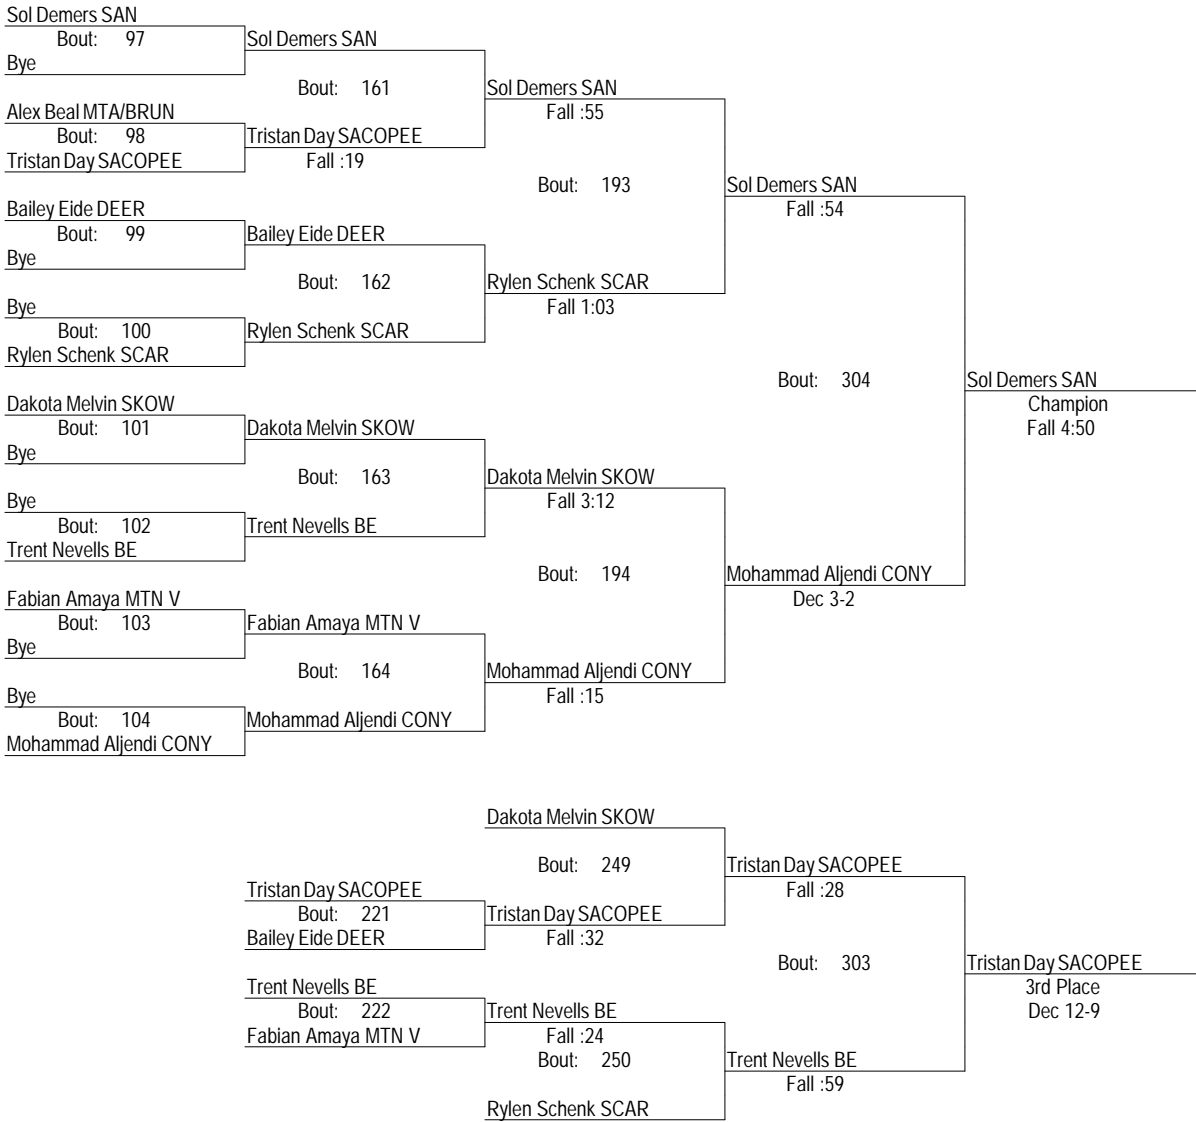 Sol Demers SAN
Bout: 97
Bye
Sol Demers SAN
Bout: 161
Alex Beal MTA/BRUN
Bout: 98
Tristan Day SACOPEE
Tristan Day SACOPEE
Fall :19
Sol Demers SAN
Fall :55
Bout: 193
Bailey Eide DEER
Bout: 99
Bye
Bailey Eide DEER
Bout: 162
Bye
Bout: 100
Rylen Schenk SCAR
Rylen Schenk SCAR
Rylen Schenk SCAR
Fall 1:03
Sol Demers SAN
Fall :54
Bout: 304
Dakota Melvin SKOW
Bout: 101
Bye
Dakota Melvin SKOW
Bout: 163
Bye
Bout: 102
Trent Nevells BE
Trent Nevells BE
Dakota Melvin SKOW
Fall 3:12
Bout: 194
Fabian Amaya MTN V
Bout: 103
Bye
Fabian Amaya MTN V
Bout: 164
Bye
Bout: 104
Mohammad Aljendi CONY
Mohammad Aljendi CONY
Mohammad Aljendi CONY
Fall :15
Mohammad Aljendi CONY
Dec 3-2
Sol Demers SAN
Champion
Fall 4:50
Dakota Melvin SKOW
Bout: 249
Tristan Day SACOPEE
Bout: 221
Bailey Eide DEER
Tristan Day SACOPEE
Fall :32
Tristan Day SACOPEE
Fall :28
Bout: 303
Trent Nevells BE
Bout: 222
Fabian Amaya MTN V
Trent Nevells BE
Fall :24
Bout: 250
Rylen Schenk SCAR
Trent Nevells BE
Fall :59
Tristan Day SACOPEE
3rd Place
Dec 12-9